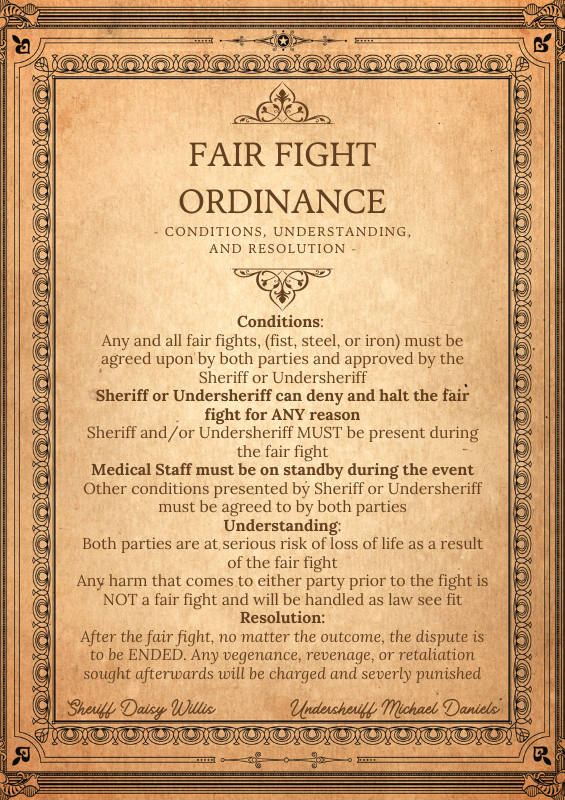 FAIR FIGHT
ORDINANCE
- CONDITIONS, UNDERSTANDING,
AND RESOLUTION -
Conditions:
Any and all fair fights, (fist, steel, or iron) must be
agreed upon by both parties and approved by the
Sheriff or Undersheriff
Sheriff or Undersheriff can deny and halt the fair
fight for ANY reason
Sheriff and/or Undersheriff MUST be present during
the fair fight
Medical Staff must be on standby during the event
Other conditions presented by Sheriff or Undersheriff
must be agreed to by both parties
Understanding:
Both parties are at serious risk of loss of life as a result
of the fair fight
Any harm that comes to either party prior to the fight is
NOT a fair fight and will be handled as law see fit
Resolution:
After the fair fight, no matter the outcome, the dispute is
to be ENDED. Any vegenance, revenage, or retaliation
sought afterwards will be charged and severly punished
Sheriff Daisy Willis Undersheriff Michael Daniels